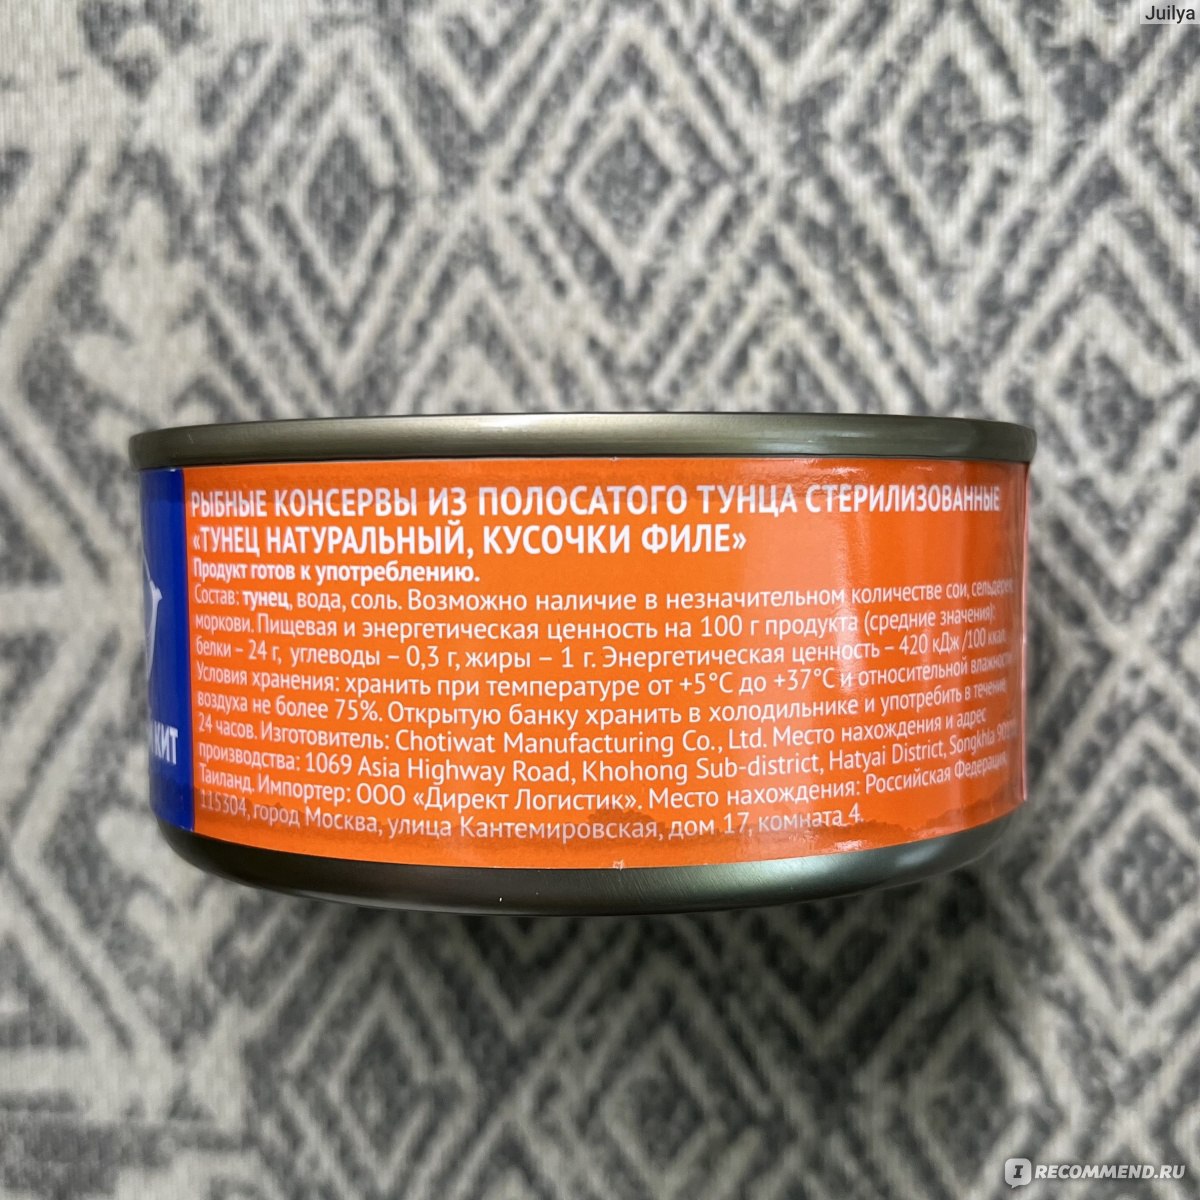 Juilya
РЫБНЫЕ КОНСЕРВЫ ИЗ ПОЛОСАТОГО ТУНЦА СТЕРИЛИЗОВАННЫЕ
«ТУНЕЦ НАТУРАЛЬНЫЙ, КУСОЧКИ ФИЛЕ»
Продукт готов к употреблению.
Состав: тунец, вода, соль. Возможно наличие в незначительном количестве сои, сельдерея,
моркови. Пищевая и энергетическая ценность на 100 г продукта (средние значения):
белки – 24 г, углеводы – 0,3 г, жиры – 1 г. Энергетическая ценность – 420 кДж/100 ккал.
Условия хранения: хранить при температуре от +5°С до +37°С и относительной влажности
воздуха не более 75%. Открытую банку хранить в холодильнике и употребить в течение
24 часов. Изготовитель: Chotiwat Manufacturing Co., Ltd. Место нахождения и адрес
производства: 1069 Asia Highway Road, Khohong Sub-district, Hatyai District, Songkhla
Таиланд. Импортер: ООО «Директ Логистик». Место нахождения: Российская Федерация,
115304, город Москва, улица Кантемировская, дом 17, комната 4.
КИТ
IRECOMMEND.RU